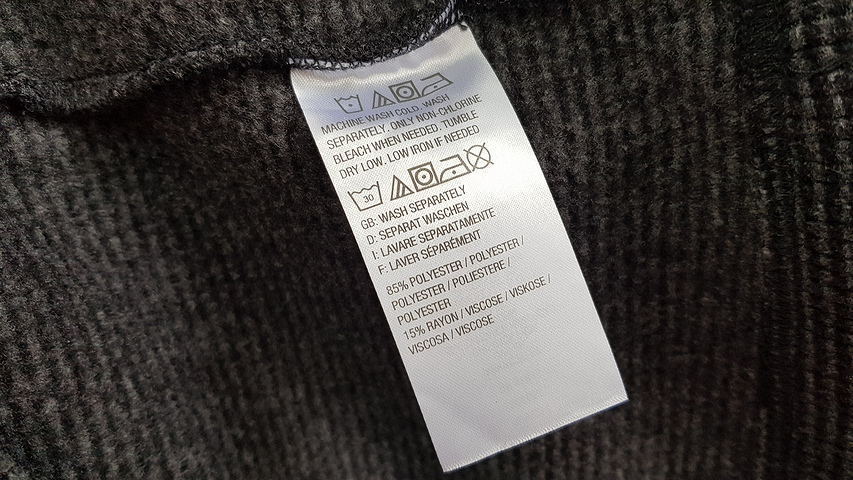 MACHINE WASH COLD. WASH
SEPARATELY. ONLY NON-CHLORINE
BLEACH WHEN NEEDED. TUMBLE
DRY LOW. LOW IRON IF NEEDED
30
GB: WASH SEPARATELY
D: SEPARAT WASCHEN
I: LAVARE SEPARATAMENTE
F: LAVER SÉPARÉMENT
85% POLYESTER / POLYESTER /
POLYESTER / POLIESTERE /
POLYESTER
15% RAYON / VISCOSE / VISKOSE /
VISCOSA / VISCOSE